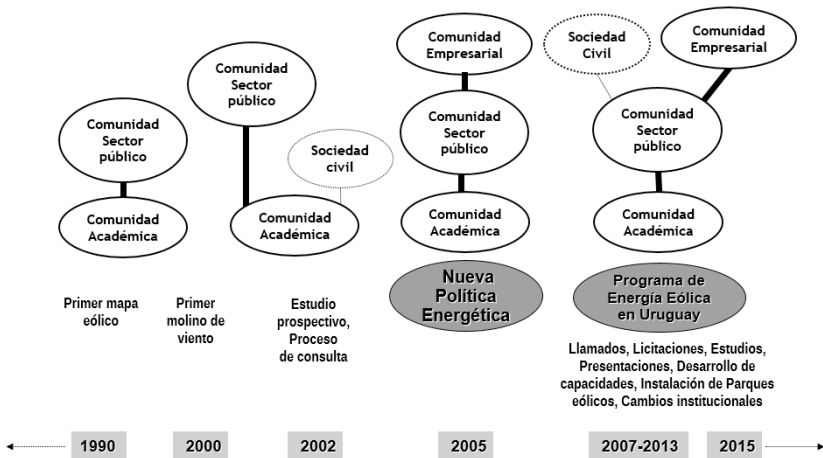 Comunidad
Sector
público
Comunidad
Académica
Primer mapa
eólico
Comunidad
Sector
público
Sociedad
civil
Comunidad
Académica
Primer
molino de
viento
Estudio
prospectivo,
Proceso
de consulta
Comunidad
Empresarial
Comunidad
Sector
público
Comunidad
Académica
Nueva
Política
Energética
Sociedad
Civil
Comunidad
Empresarial
Comunidad
Sector
público
Comunidad
Académica
Programa de
Energía Eólica
en Uruguay
Llamados, Licitaciones, Estudios,
Presentaciones, Desarrollo de
capacidades, Instalación de Parques
eólicos, Cambios institucionales
1990
2000
2002
2005
2007-2013
2015